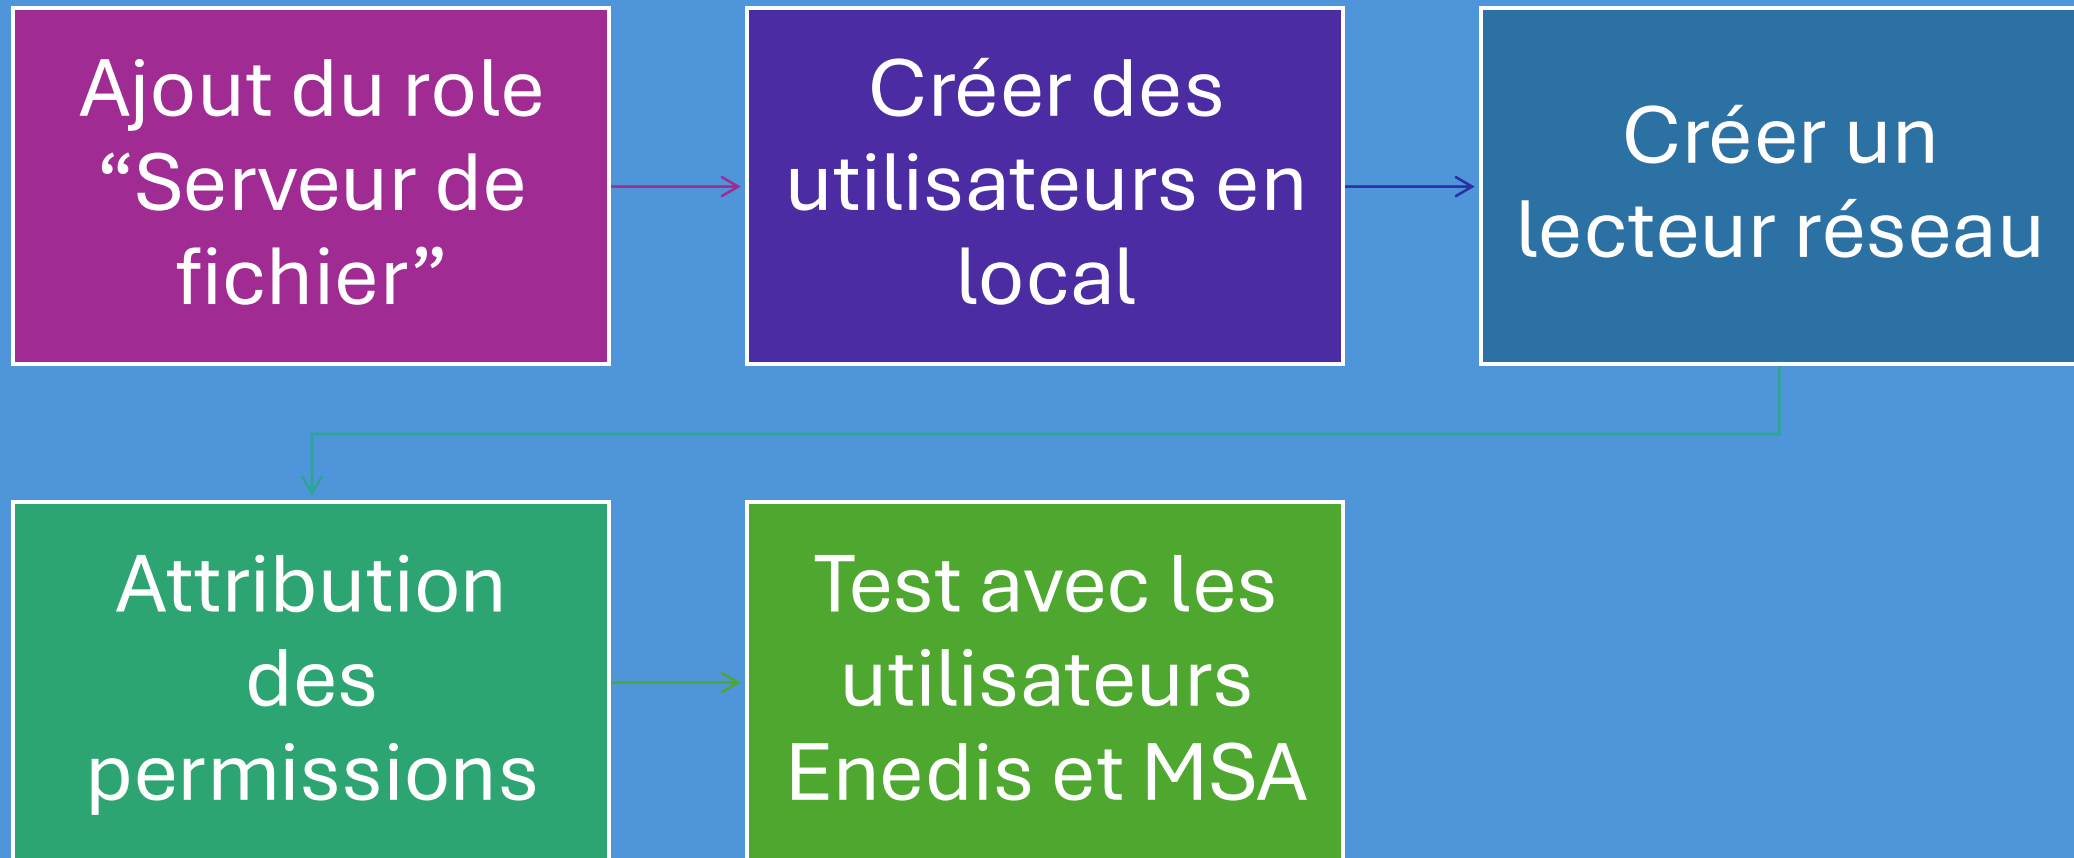 Ajout du role
“Serveur de
fichier”
Créer des
utilisateurs en
local
Créer un
lecteur réseau
Attribution
des
permissions
Test avec les
utilisateurs
Enedis et MSA